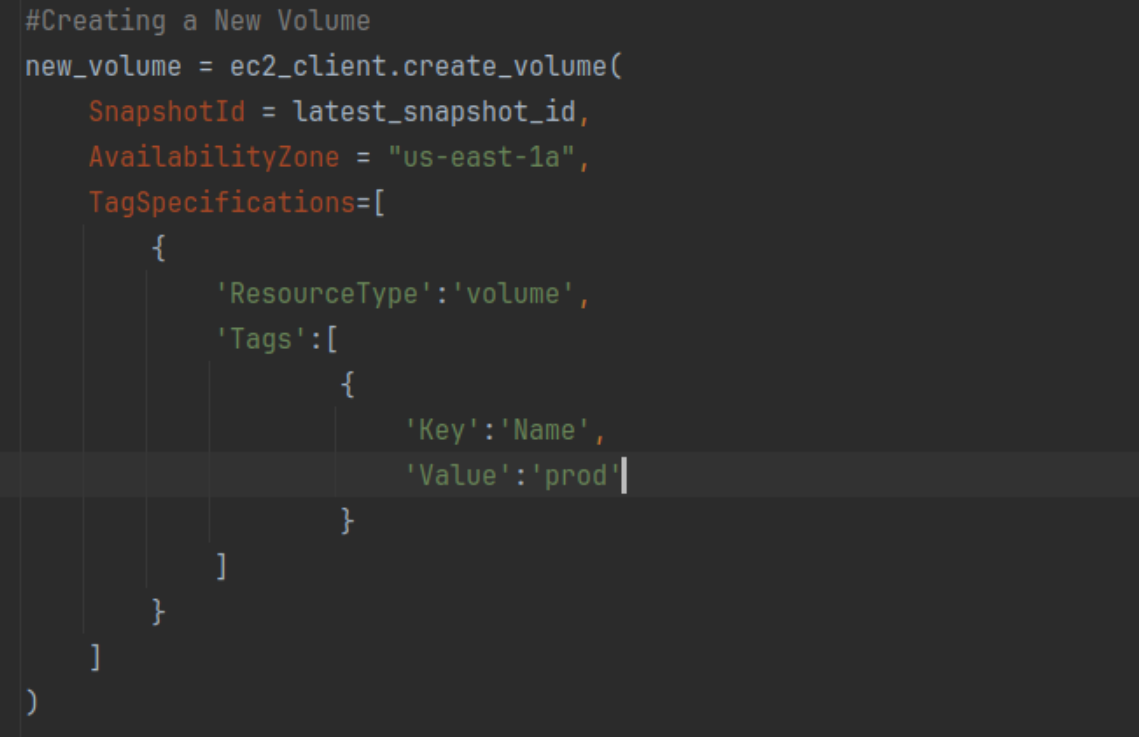 #Creating a New Volume
new_volume = ec2_client.create_volume(
    SnapshotId = latest_snapshot_id,
    AvailabilityZone = "us-east-1a",
    TagSpecifications=[
        {
            'ResourceType':'volume',
            'Tags':[
                    {
                        'Key':'Name',
                        'Value':'prod'
                    }
            ]
        }
    ]
)